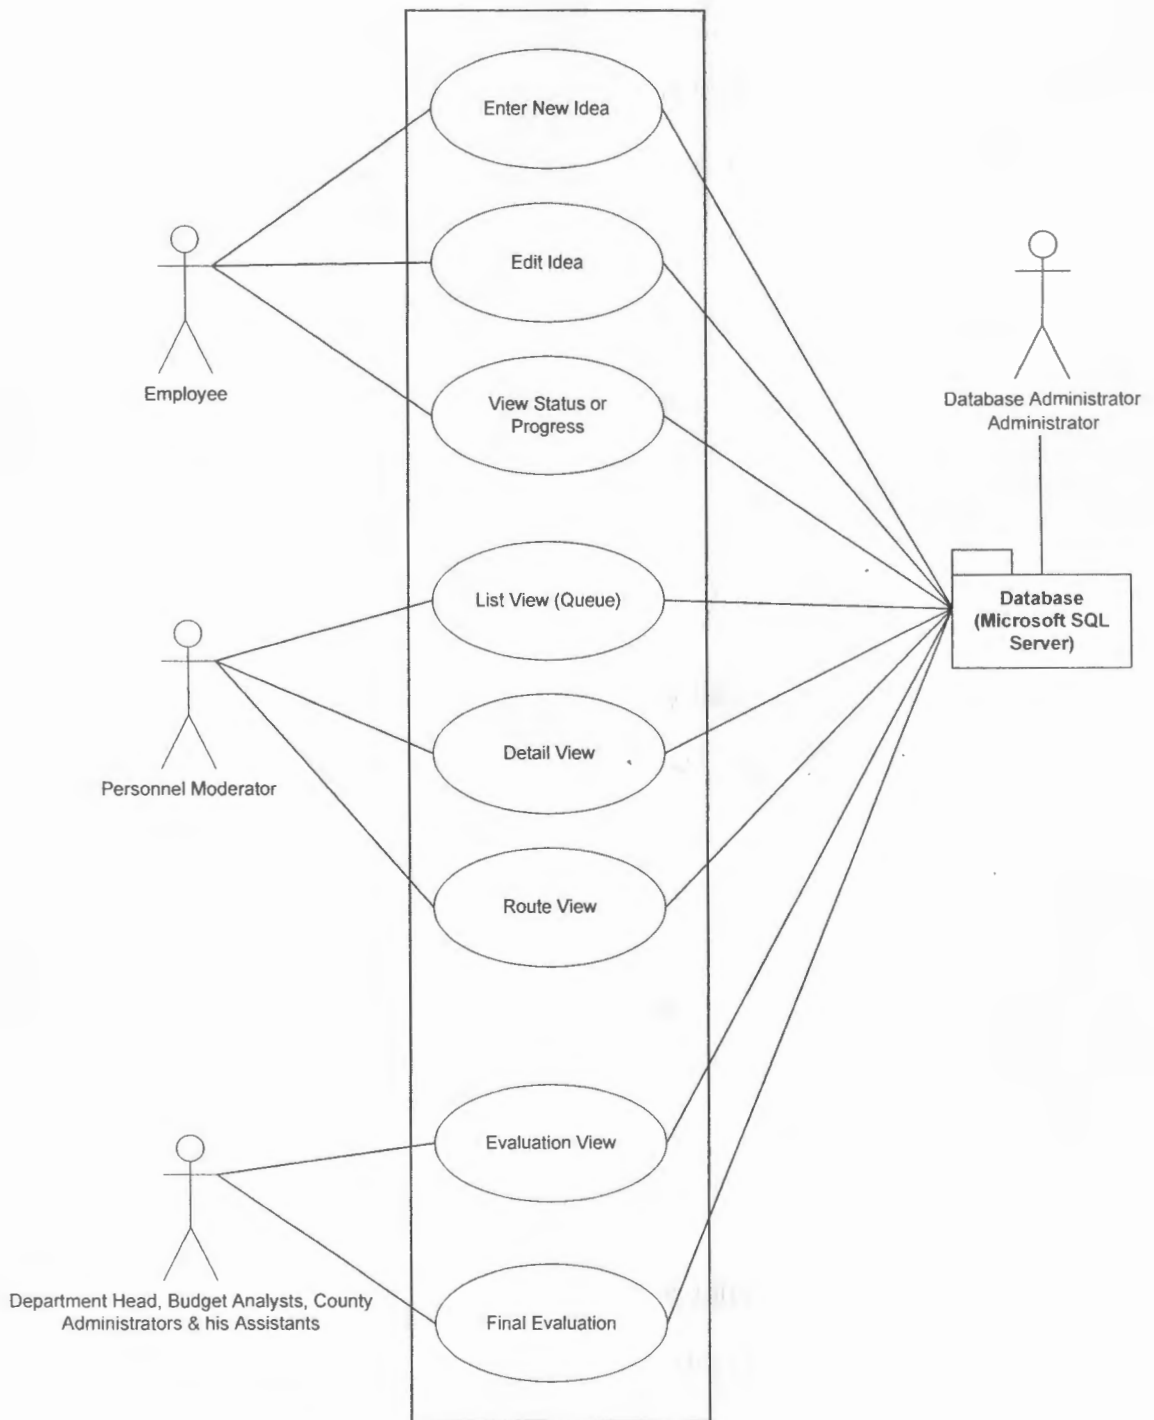 Enter New Idea
Edit Idea
Employee
View Status or
Progress
Database Administrator
Administrator
List View (Queue)
Database
(Microsoft SQL
Server)
Detail View
Personnel Moderator
Route View
Evaluation View
Department Head, Budget Analysts, County
Administrators & his Assistants
Final Evaluation